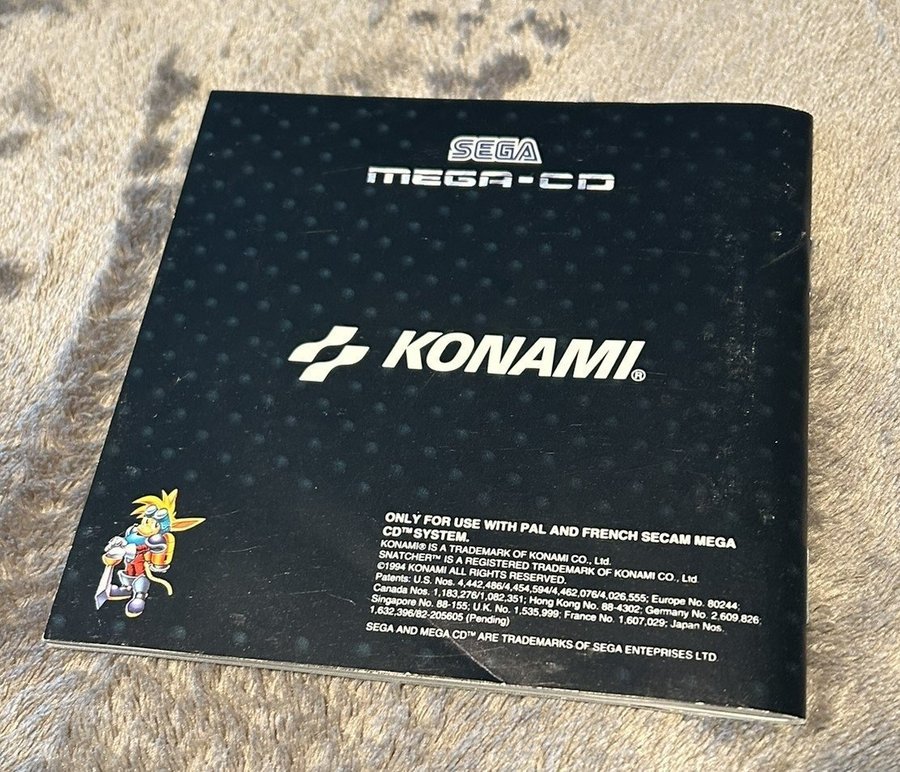 SEGA
MEGA-CD
KONAMI®
ONLY FOR USE WITH PAL AND FRENCH SECAM MEGA
CD™ SYSTEM.
KONAMI® IS A TRADEMARK OF KONAMI CO., Ltd.
SNATCHER™ IS A REGISTERED TRADEMARK OF KONAMI CO., Ltd
©1994 KONAMI ALL RIGHTS RESERVED.
Patents: U.S. Nos. 4,442,486/4,454,594/4,462,076/4,026,555; Europe No. 80244;
Canada Nos. 1,183,276/1,082,351; Hong Kong No. 88-4302; Germany No. 2,609,826;
Singapore No. 88-155; U.K. No. 1,535,999; France No. 1,607,029; Japan Nos.
1,632,396/82-205605 (Pending)
SEGA AND MEGA CD™ ARE TRADEMARKS OF SEGA ENTEPRISES LTD